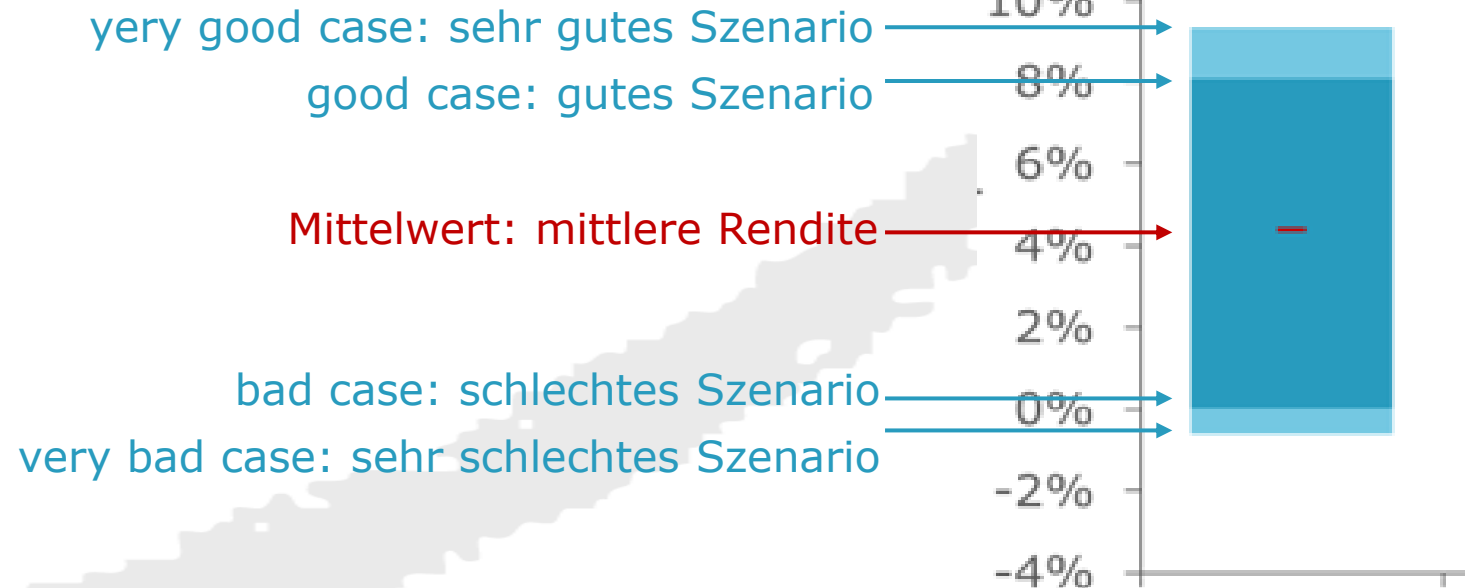 10%
yery good case: sehr gutes Szenario
8%
good case: gutes Szenario
6%
Mittelwert: mittlere Rendite
4%
2%
bad case: schlechtes Szenario
0%
very bad case: sehr schlechtes Szenario
-2%
-4%